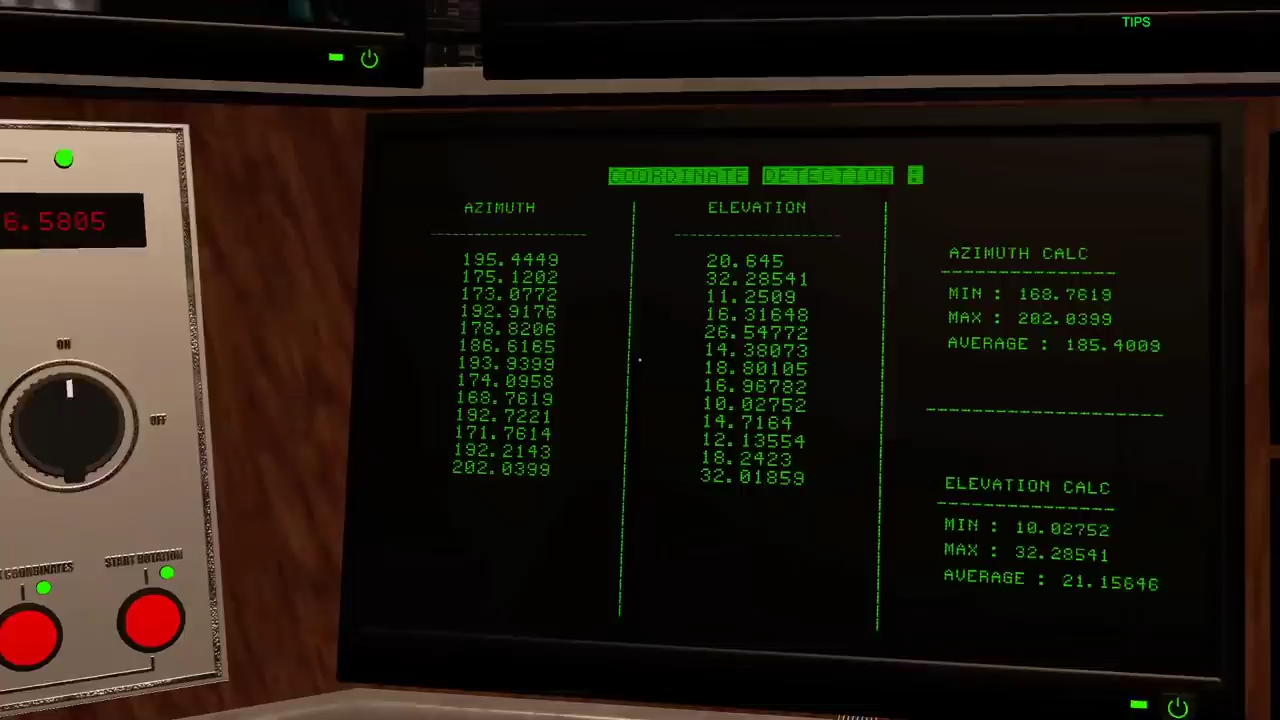 TIPS
6.5805
ON
OFF
COORDINATES
START ROTATION
COORDINATE DETECTION :
AZIMUTH
195.4449
175.1202
173.0772
192.9176
178.8206
186.6165
193.9399
174.0958
168.7619
192.7221
171.7614
192.2143
202.0399
ELEVATION
20.645
32.28541
11.2509
16.31648
26.54772
14.38073
18.80105
16.96782
10.02752
14.7164
12.13554
18.2423
32.01859
AZIMUTH CALC
MIN : 168.7619
MAX : 202.0399
AVERAGE : 185.4009
ELEVATION CALC
MIN : 10.02752
MAX : 32.28541
AVERAGE : 21.15646